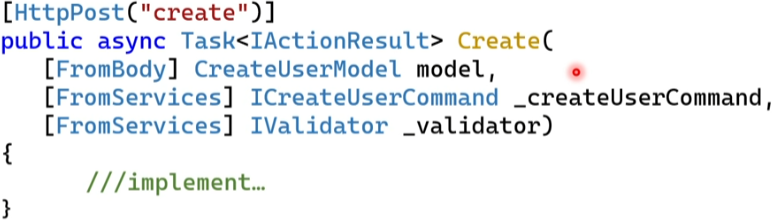 [HttpPost("create")]
public async Task<IActionResult> Create(
[FromBody] CreateUserModel model,
[FromServices] ICreateUserCommand _createUserCommand,
[FromServices] IValidator _validator)
{
///implement…
}